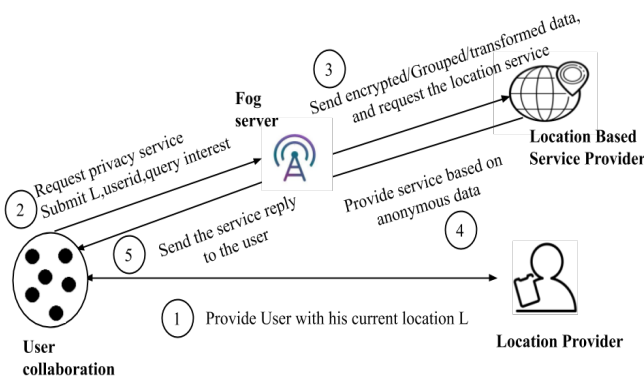 3
Send encrypted/Grouped/transformed data,
and request the location service
Fog
server
Location Based
Service Provider
2
Request privacy service
Submit L,userid,query interest
Provide service based on
anonymous data
4
5
Send the service reply
to the user
1
Provide User with his current location L
User
collaboration
Location Provider